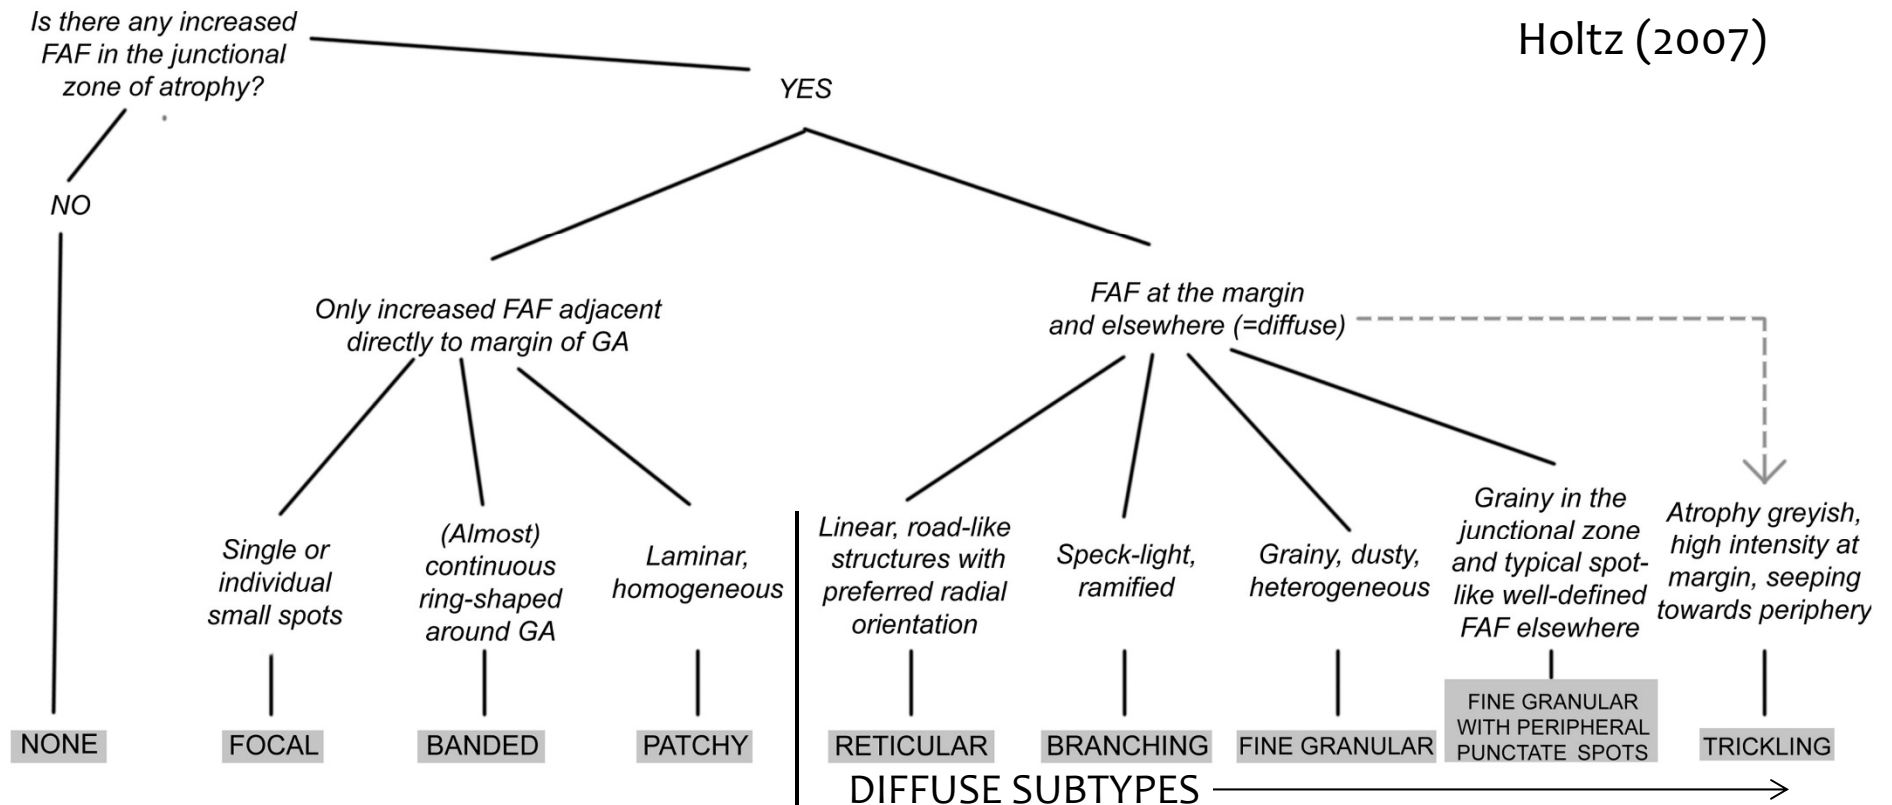 Is there any increased
FAF in the junctional
zone of atrophy?
Holtz (2007)
YES
NO
Only increased FAF adjacent
directly to margin of GA
FAF at the margin
and elsewhere (=diffuse)
Single or
individual
small spots
(Almost)
continuous
ring-shaped
around GA
Laminar,
homogeneous
Linear, road-like
structures with
preferred radial
orientation
Speck-light,
ramified
Grainy, dusty,
heterogeneous
Grainy in the
junctional zone
and typical spot-
like well-defined
FAF elsewhere
Atrophy greyish,
high intensity at
margin, seeping
towards periphery
NONE
FOCAL
BANDED
PATCHY
RETICULAR
BRANCHING
FINE GRANULAR
FINE GRANULAR
WITH PERIPHERAL
PUNCTATE SPOTS
TRICKLING
DIFFUSE SUBTYPES